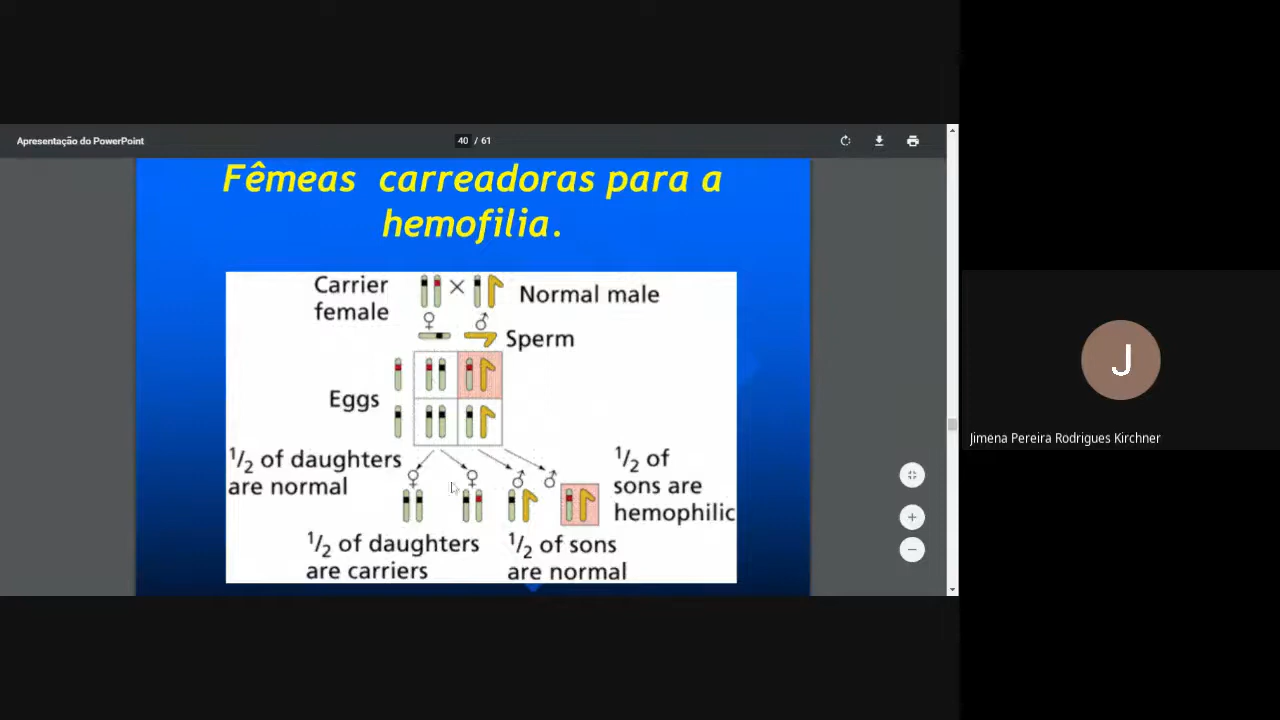 Apresentação do PowerPoint
40 / 61
Fêmeas carreadoras para a
hemofilia.
Carrier
female
×
Normal male
♀ ♂
Sperm
Eggs
1/2 of daughters
are normal
♀ ♀ ♂ ♂
1/2 of
sons are
hemophilic
1/2 of daughters
are carriers
1/2 of sons
are normal
J
Jimena Pereira Rodrigues Kirchner